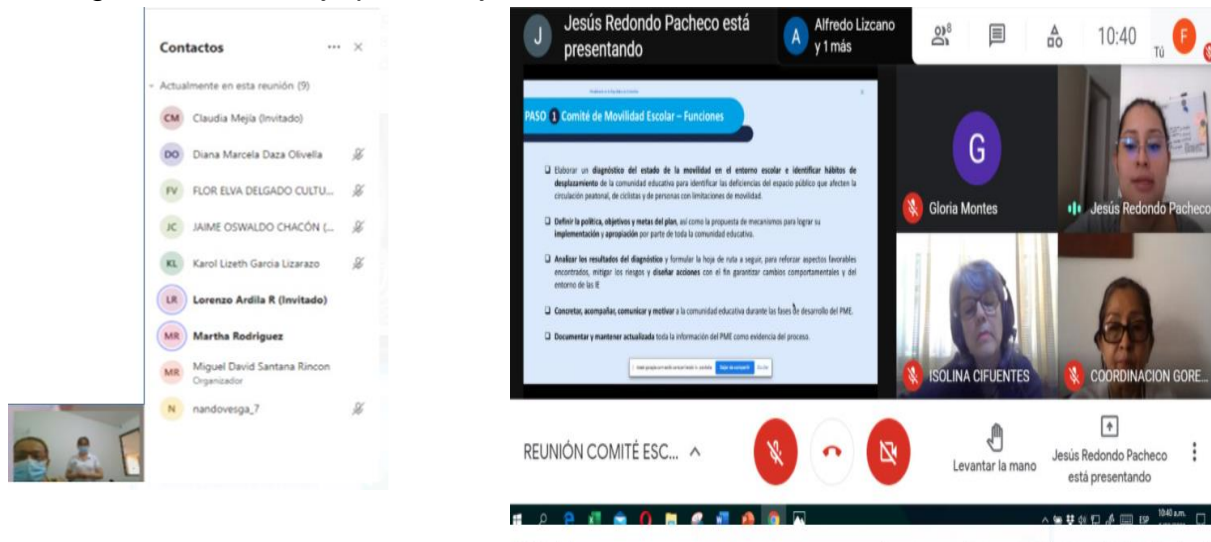 Contactos
Actualmente en esta reunión (9)
CM Claudia Mejía (Invitado)
DO Diana Marcela Daza Olivella
FV FLOR ELVA DELGADO CULTU...
JC JAIME OSWALDO CHACÓN (...
KL Karol Lizeth Garcia Lizarazo
LR Lorenzo Ardila R (Invitado)
MR Martha Rodriguez
MR Miguel David Santana Rincon
Organizador
N nandovesga_7
J Jesús Redondo Pacheco está
presentando
A Alfredo Lizcano
y 1 más
8
10:40
Tú
F
PASO 1 Comité de Movilidad Escolar – Funciones
Elaborar un diagnóstico del estado de la movilidad en el entorno escolar e identificar hábitos de
desplazamiento de la comunidad educativa para identificar las deficiencias del espacio público que afecten la
circulación peatonal, de ciclistas y de personas con limitaciones de movilidad.
Definir la política, objetivos y metas del plan, así como la propuesta de mecanismos para lograr su
implementación y apropiación por parte de toda la comunidad educativa.
Analizar los resultados del diagnóstico y formular la hoja de ruta a seguir, para reforzar aspectos favorables
encontrados, mitigar los riesgos y diseñar acciones con el fin garantizar cambios comportamentales y del
entorno de las IE
Concretar, acompañar, comunicar y motivar a la comunidad educativa durante las fases de desarrollo del PME.
Documentar y mantener actualizada toda la información del PME como evidencia del proceso.
G
Gloria Montes
Jesús Redondo Pacheco
ISOLINA CIFUENTES
COORDINACION GORE...
REUNIÓN COMITÉ ESC...
Levantar la mano
Jesús Redondo Pacheco
está presentando
ESP
10:40 a.m.